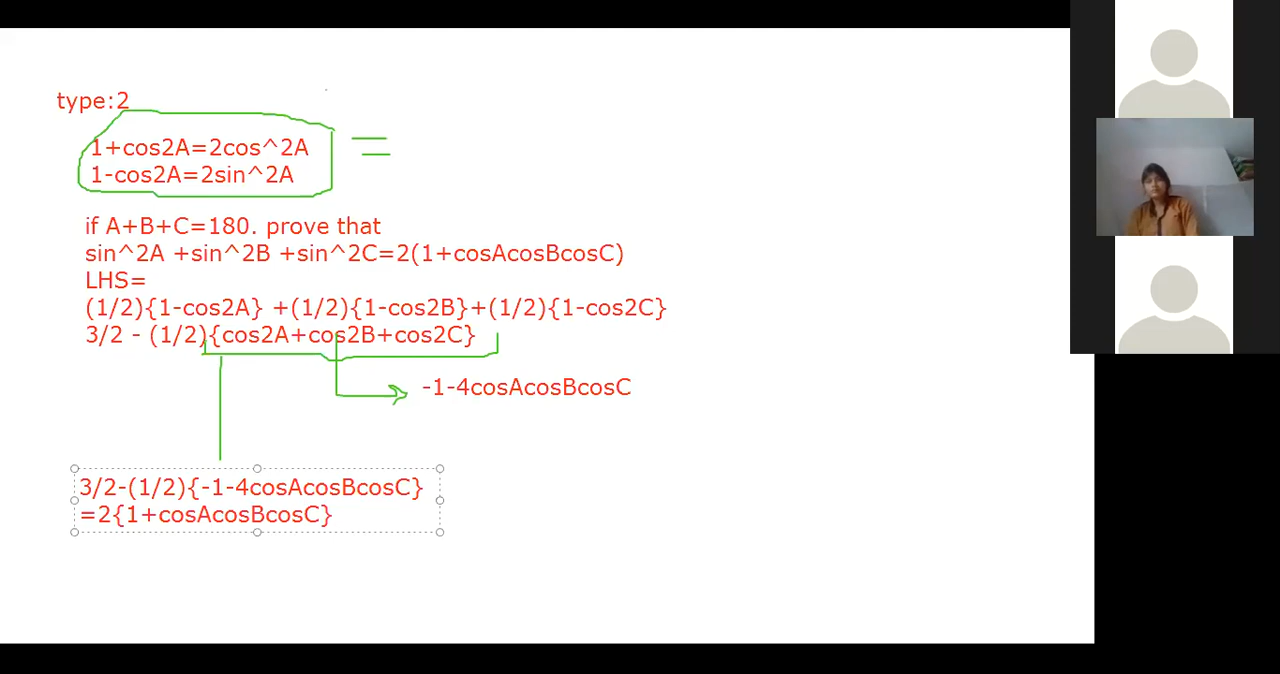 type:2
1+cos2A=2cos^2A
1-cos2A=2sin^2A
if A+B+C=180. prove that
sin^2A +sin^2B +sin^2C=2(1+cosAcosBcosC)
LHS=
(1/2){1-cos2A} +(1/2){1-cos2B}+(1/2){1-cos2C}
3/2 - (1/2){cos2A+cos2B+cos2C}
-1-4cosAcosBcosC
3/2-(1/2){-1-4cosAcosBcosC}
=2{1+cosAcosBcosC}